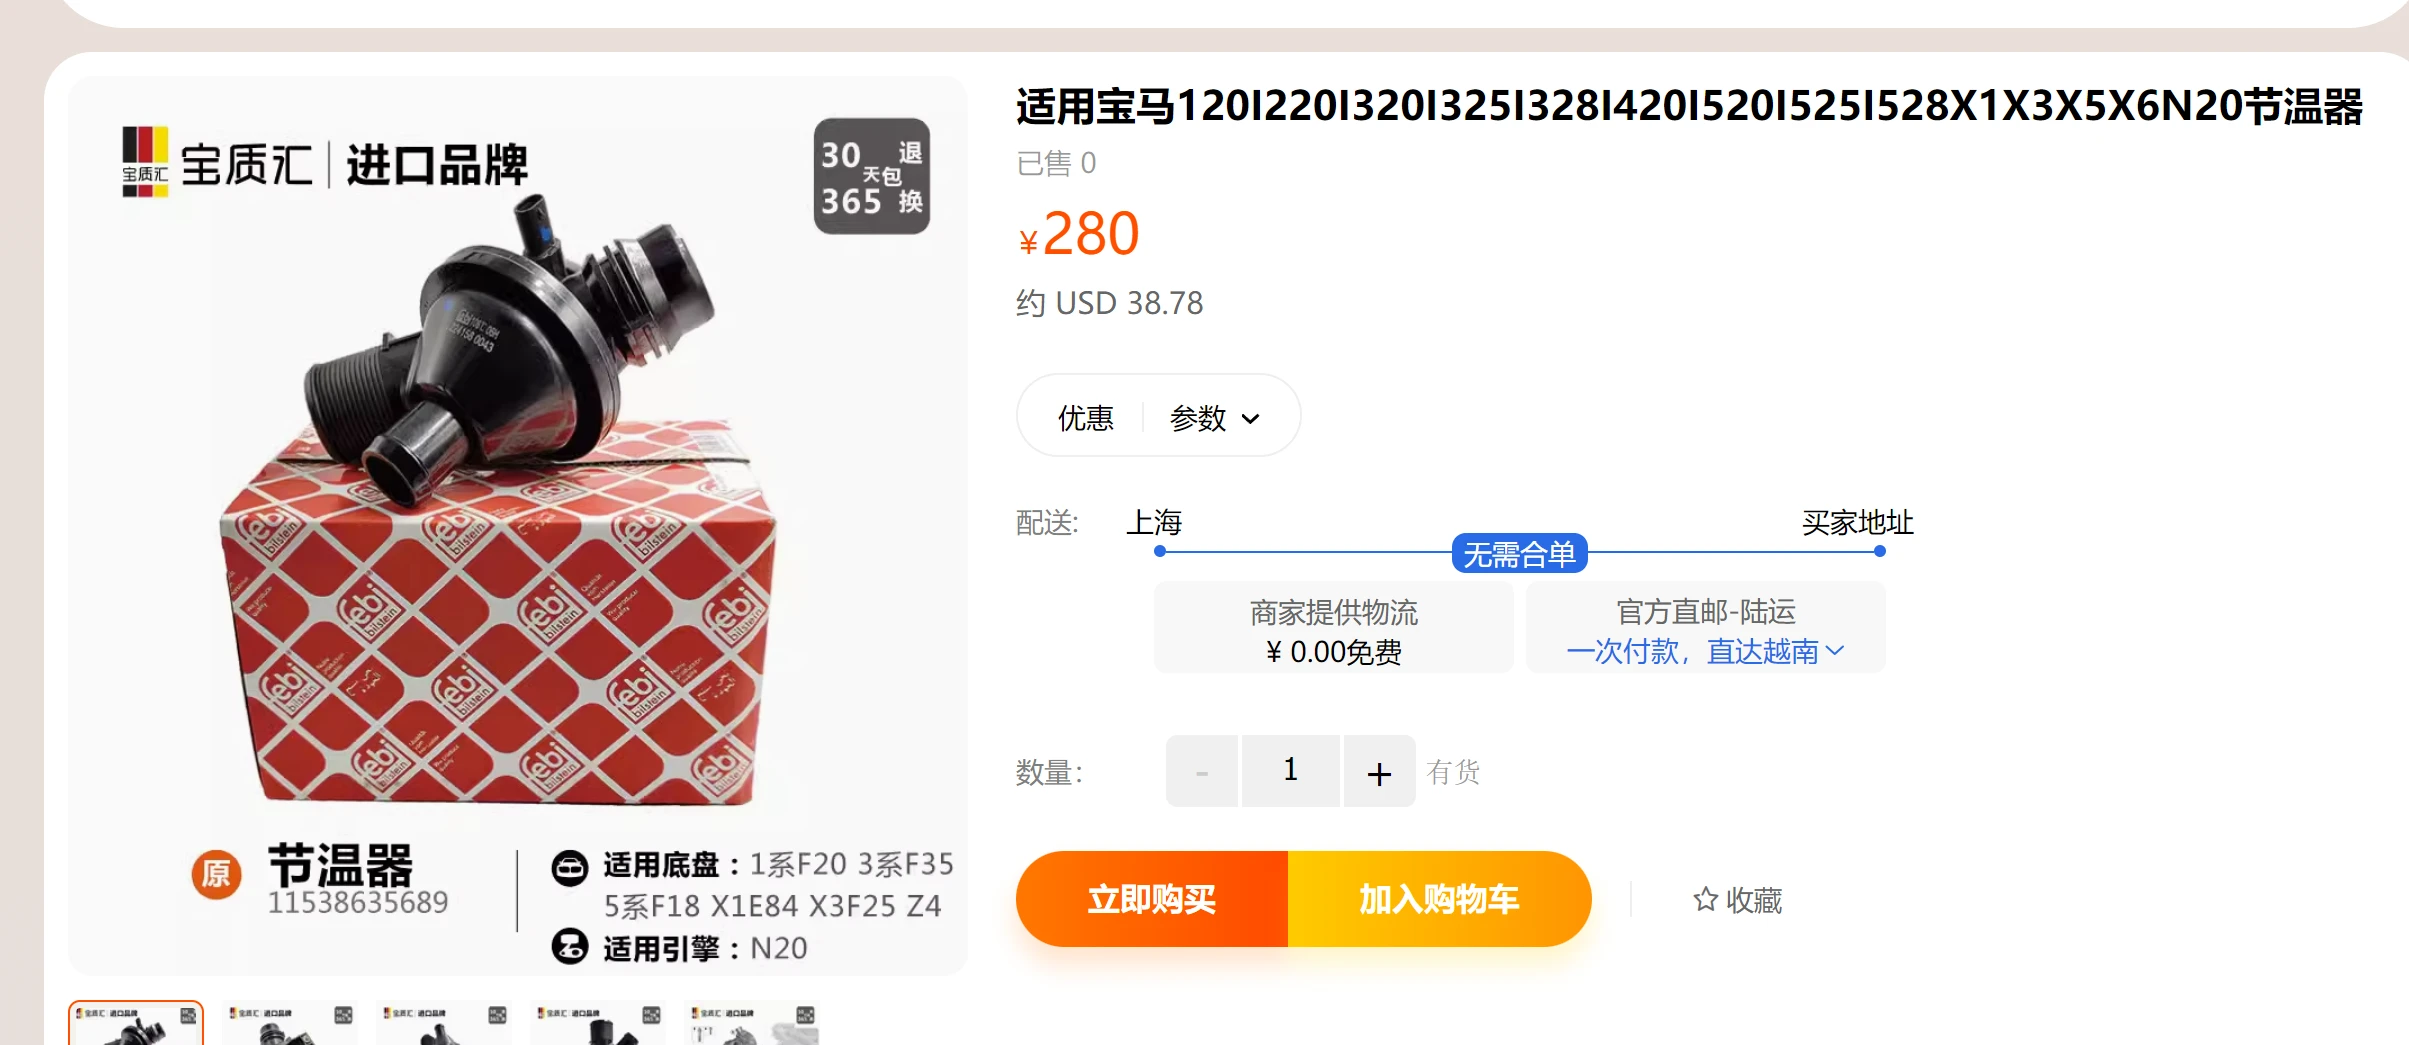 宝质汇
宝质汇
进口品牌
30 天包 退
365 换
febi 106°C 06H
febi
bilstein
节温器
原
11538635689
适用底盘：1系F20 3系F35
5系F18 X1E84 X3F25 Z4
适用引擎：N20
适用宝马120I220I320I325I328I420I520I525I528X1X3X5X6N20节温器
已售 0
¥280
约 USD 38.78
优惠
参数
配送:
上海
买家地址
无需合单
商家提供物流
¥ 0.00免费
官方直邮-陆运
一次付款，直达越南
数量：
-
1
+
有货
立即购买
加入购物车
收藏